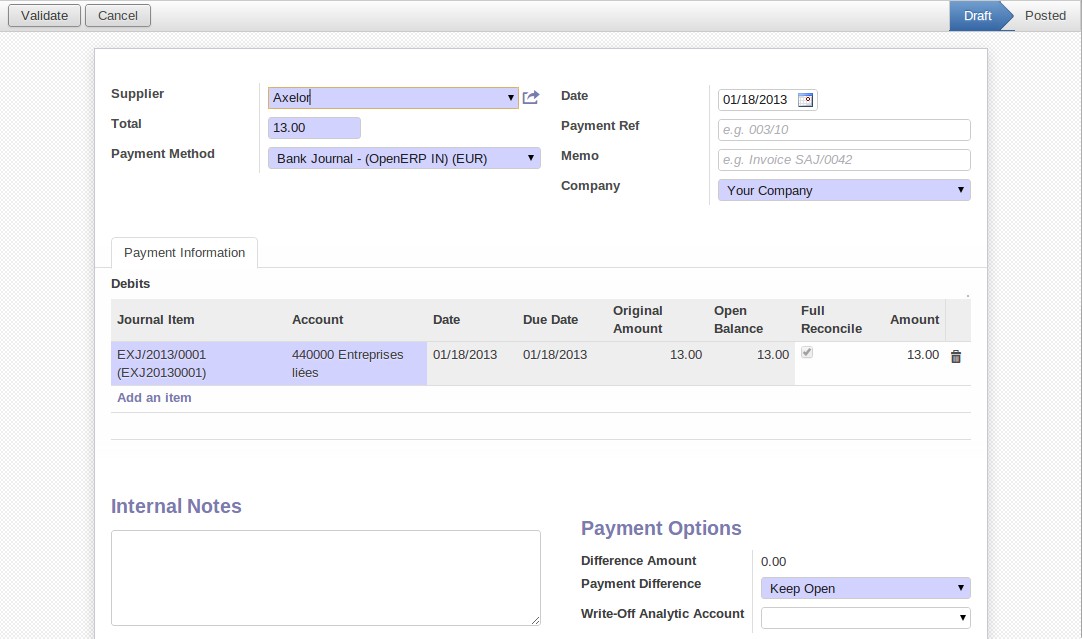 Validate Cancel Draft Posted
Supplier Axelor
Total 13.00
Payment Method Bank Journal - (OpenERP IN) (EUR)
Date 01/18/2013
Payment Ref e.g. 003/10
Memo e.g. Invoice SAJ/0042
Company Your Company
Payment Information
Debits
Journal Item Account Date Due Date Original Amount Open Balance Full Reconcile Amount
EXJ/2013/0001 440000 Entreprises 01/18/2013 01/18/2013 13.00 13.00 13.00
(EXJ20130001) liées
Add an item
Internal Notes
Payment Options
Difference Amount 0.00
Payment Difference Keep Open
Write-Off Analytic Account